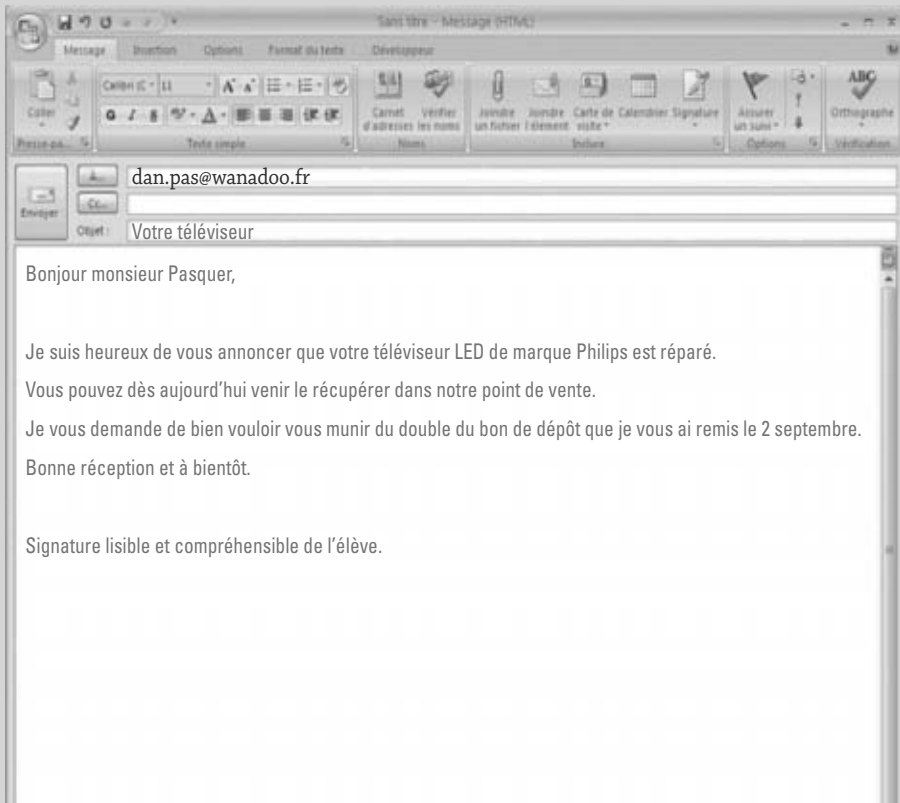 Sans titre - Message (HTML)
Message Insertion Options Format du texte Développeur
Calibri (C 11
Coller
G I S
Carnet d'adresses
Vérifier les noms
Joindre un fichier
Joindre l'élément
Carte de visite
Calendrier
Signature
Assurer un suivi
ABC
Orthographe
Presse-pa... Texte simple Noms Inclure Options Vérification
Envoyer
À... dan.pas@wanadoo.fr
Cc...
Objet : Votre téléviseur
Bonjour monsieur Pasquer,
Je suis heureux de vous annoncer que votre téléviseur LED de marque Philips est réparé.
Vous pouvez dès aujourd'hui venir le récupérer dans notre point de vente.
Je vous demande de bien vouloir vous munir du double du bon de dépôt que je vous ai remis le 2 septembre.
Bonne réception et à bientôt.
Signature lisible et compréhensible de l'élève.